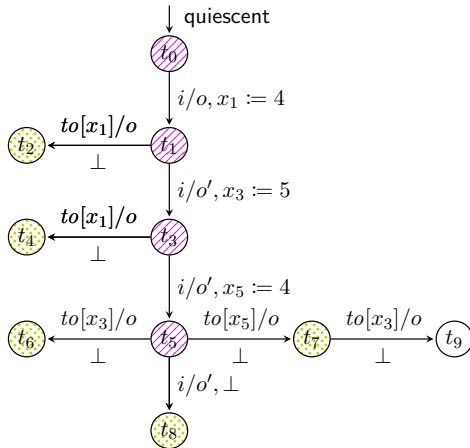 quiescent
t₀
i/o, x₁ := 4
to[x₁]/o
t₂ ⊥ t₁
i/o′, x₃ := 5
to[x₁]/o
t₄ ⊥ t₃
i/o′, x₅ := 4
to[x₃]/o to[x₅]/o to[x₃]/o
t₆ ⊥ t₅ ⊥ t₇ ⊥ t₉
i/o′, ⊥
t₈